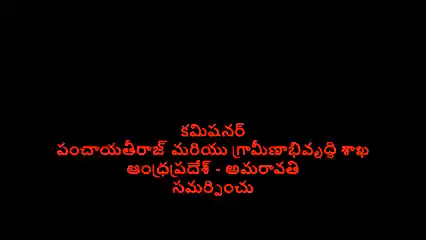 కమిషనర్
పంచాయతీరాజ్ మరియు గ్రామీణాభివృద్ధి శాఖ
ఆంధ్రప్రదేశ్ - అమరావతి
సమర్పించు